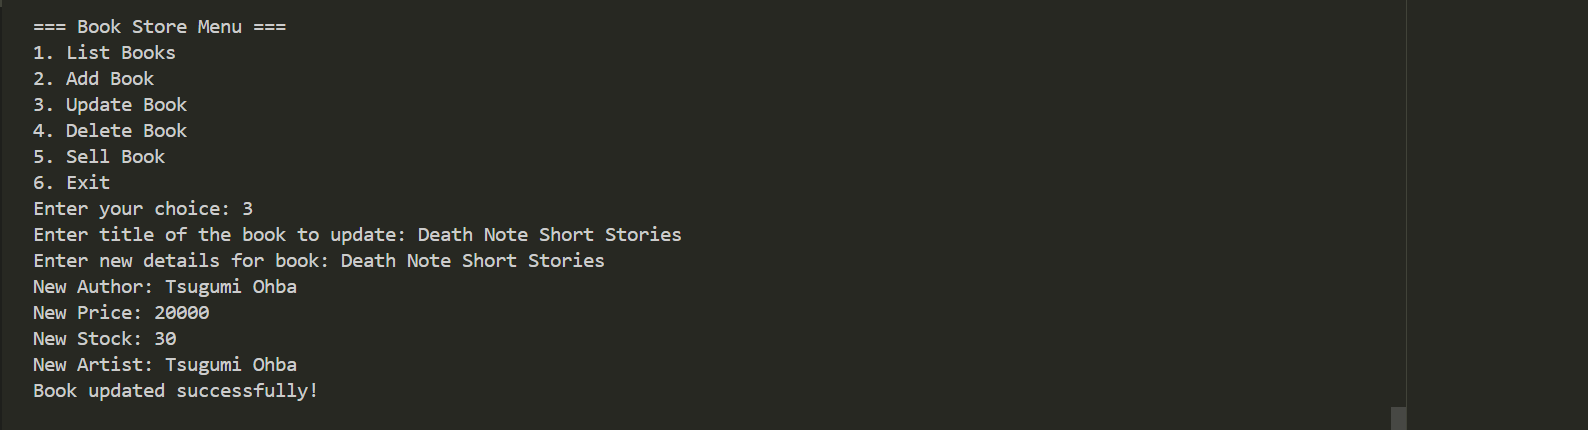 === Book Store Menu ===
1. List Books
2. Add Book
3. Update Book
4. Delete Book
5. Sell Book
6. Exit
Enter your choice: 3
Enter title of the book to update: Death Note Short Stories
Enter new details for book: Death Note Short Stories
New Author: Tsugumi Ohba
New Price: 20000
New Stock: 30
New Artist: Tsugumi Ohba
Book updated successfully!